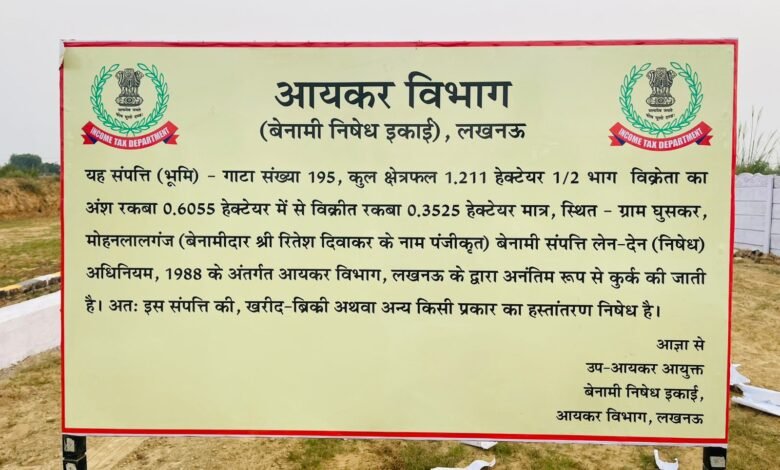 आयकर विभाग
(बेनामी निषेध इकाई), लखनऊ
INCOME TAX DEPARTMENT
INCOME TAX DEPARTMENT
यह संपत्ति (भूमि) - गाटा संख्या 195, कुल क्षेत्रफल 1.211 हेक्टेयर 1/2 भाग विक्रेता का
अंश रकबा 0.6055 हेक्टेयर में से विक्रीत रकबा 0.3525 हेक्टेयर मात्र, स्थित - ग्राम घुसकर,
मोहनलालगंज (बेनामीदार श्री रितेश दिवाकर के नाम पंजीकृत) बेनामी संपत्ति लेन-देन (निषेध)
अधिनियम, 1988 के अंतर्गत आयकर विभाग, लखनऊ के द्वारा अनंतिम रूप से कुर्क की जाती
है। अतः इस संपत्ति की, खरीद-ब्रिकी अथवा अन्य किसी प्रकार का हस्तांतरण निषेध है।
आज्ञा से
उप-आयकर आयुक्त
बेनामी निषेध इकाई,
आयकर विभाग, लखनऊ